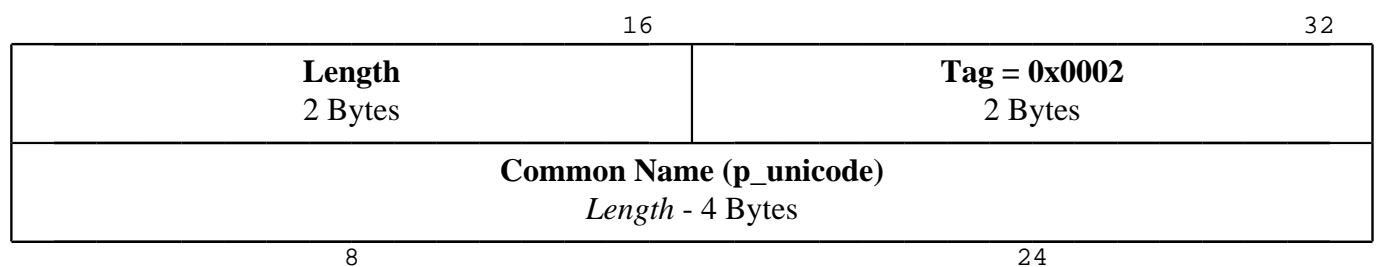 16 32
Length Tag = 0x0002
2 Bytes 2 Bytes
Common Name (p_unicode)
Length - 4 Bytes
8 24